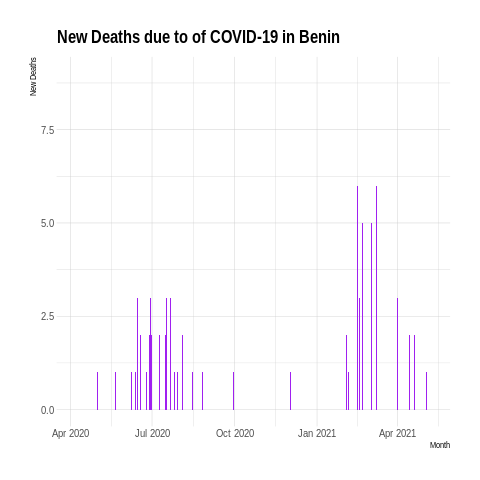 New Deaths due to of COVID-19 in Benin
New Deaths
7.5
5.0
2.5
0.0
Apr 2020 Jul 2020 Oct 2020 Jan 2021 Apr 2021
Month